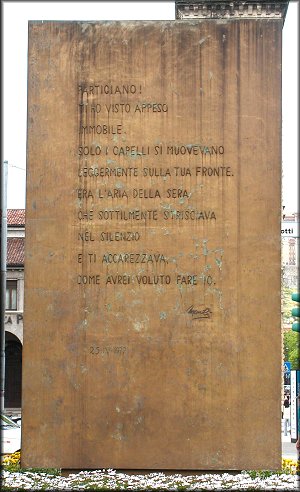 PARTIGIANO!
TI HO VISTO APPESO
IMMOBILE.
SOLO I CAPELLI SI MUOVEVANO
LEGGERMENTE SULLA TUA FRONTE.
ERA L'ARIA DELLA SERA
CHE SOTTILMENTE STRISCIAVA
NEL SILENZIO
E TI ACCAREZZAVA,
COME AVREI VOLUTO FARE IO.
otti